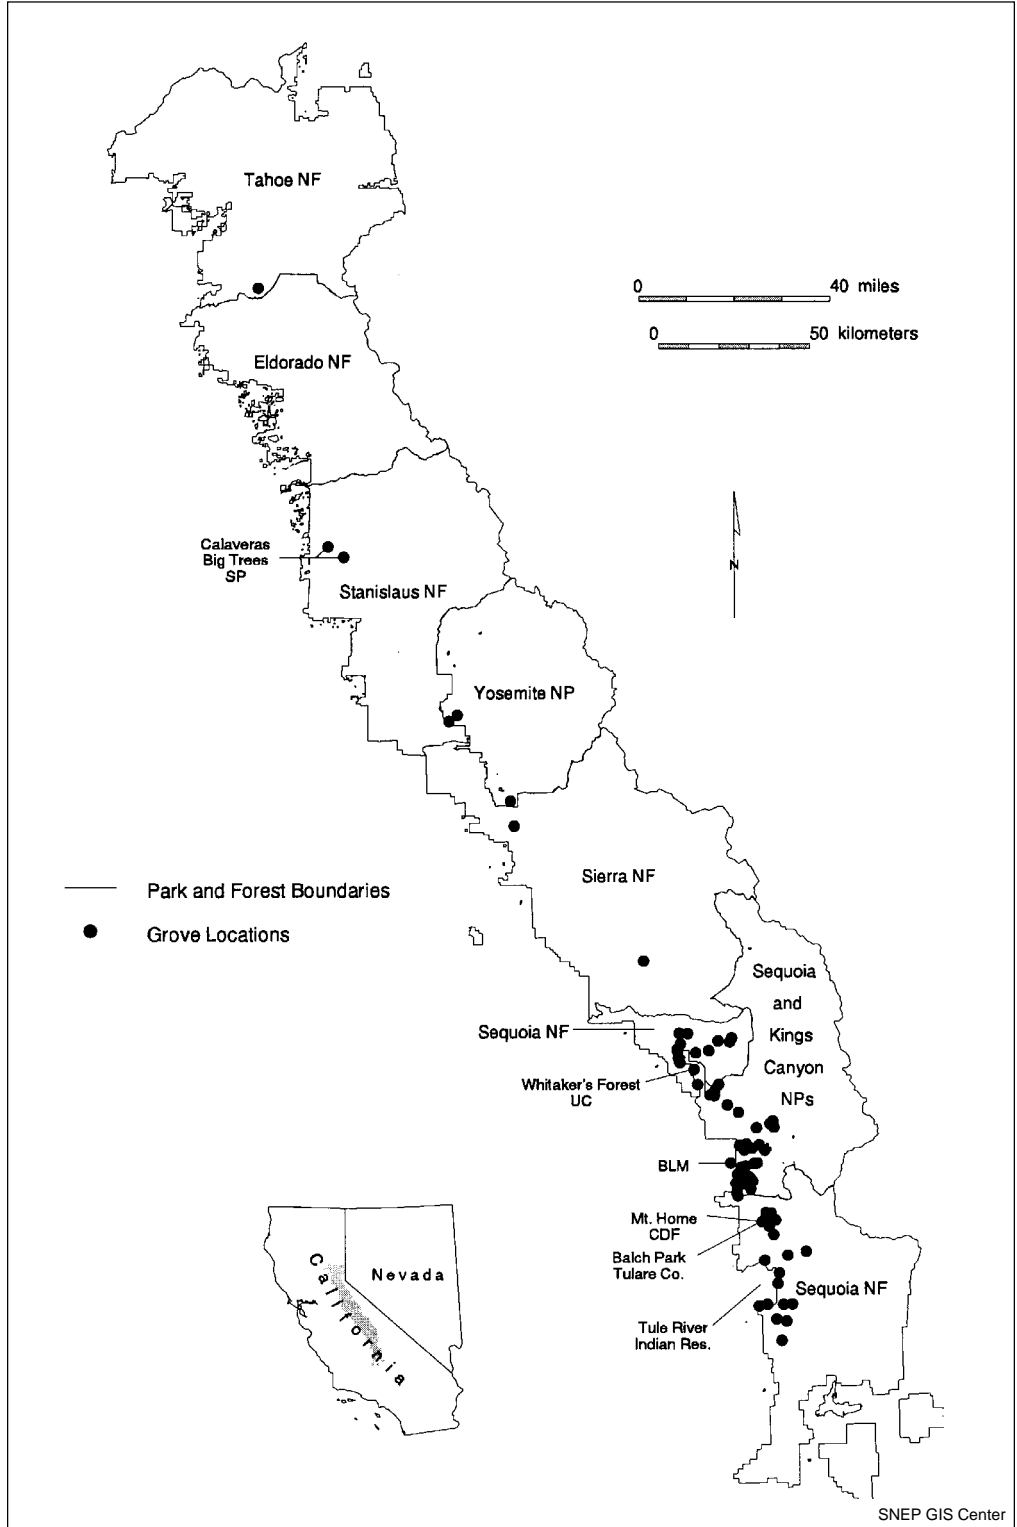 Tahoe NF
0 40 miles
0 50 kilometers
Eldorado NF
N
Calaveras
Big Trees
SP
Stanislaus NF
Yosemite NP
Sierra NF
Park and Forest Boundaries
Grove Locations
Sequoia
and
Kings
Canyon
NPs
Sequoia NF
Whitaker's Forest
UC
BLM
Mt. Home
CDF
Balch Park
Tulare Co.
Sequoia NF
Tule River
Indian Res.
Nevada
California
SNEP GIS Center